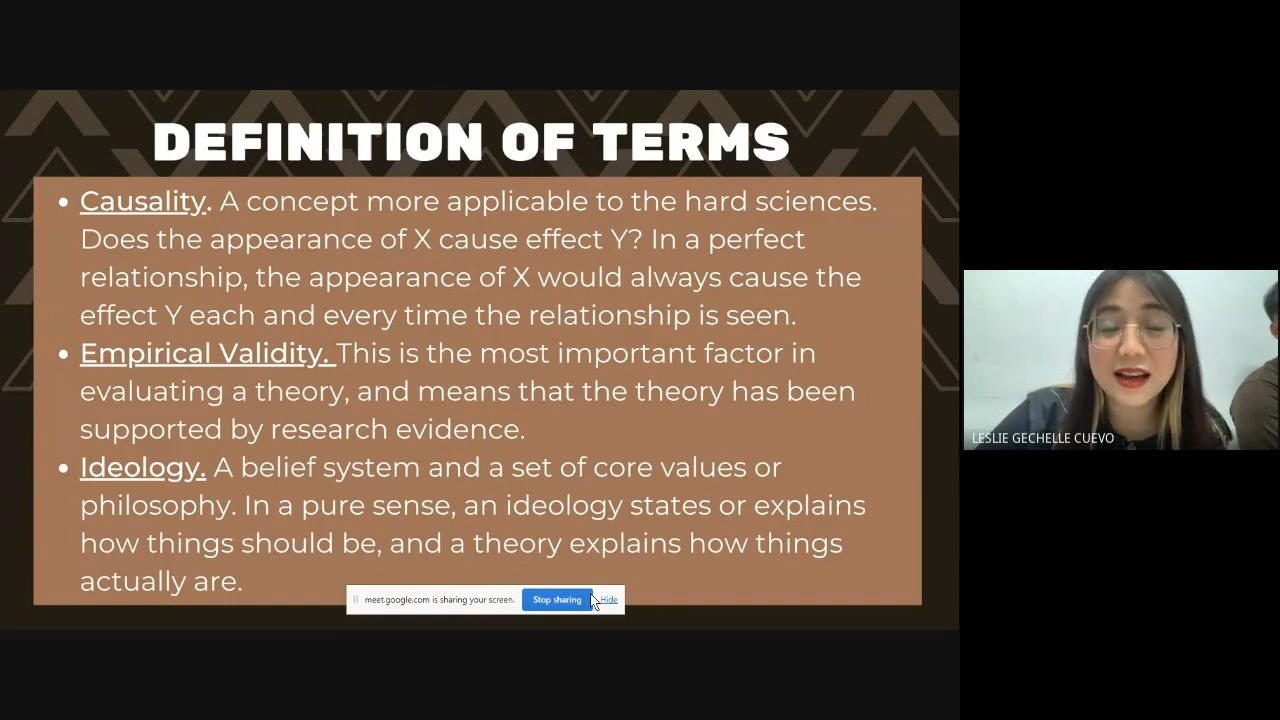 DEFINITION OF TERMS
• Causality. A concept more applicable to the hard sciences.
Does the appearance of X cause effect Y? In a perfect
relationship, the appearance of X would always cause the
effect Y each and every time the relationship is seen.
• Empirical Validity. This is the most important factor in
evaluating a theory, and means that the theory has been
supported by research evidence.
• Ideology. A belief system and a set of core values or
philosophy. In a pure sense, an ideology states or explains
how things should be, and a theory explains how things
actually are.
meet.google.com is sharing your screen. Stop sharing Hide
LESLIE GECHELLE CUEVO